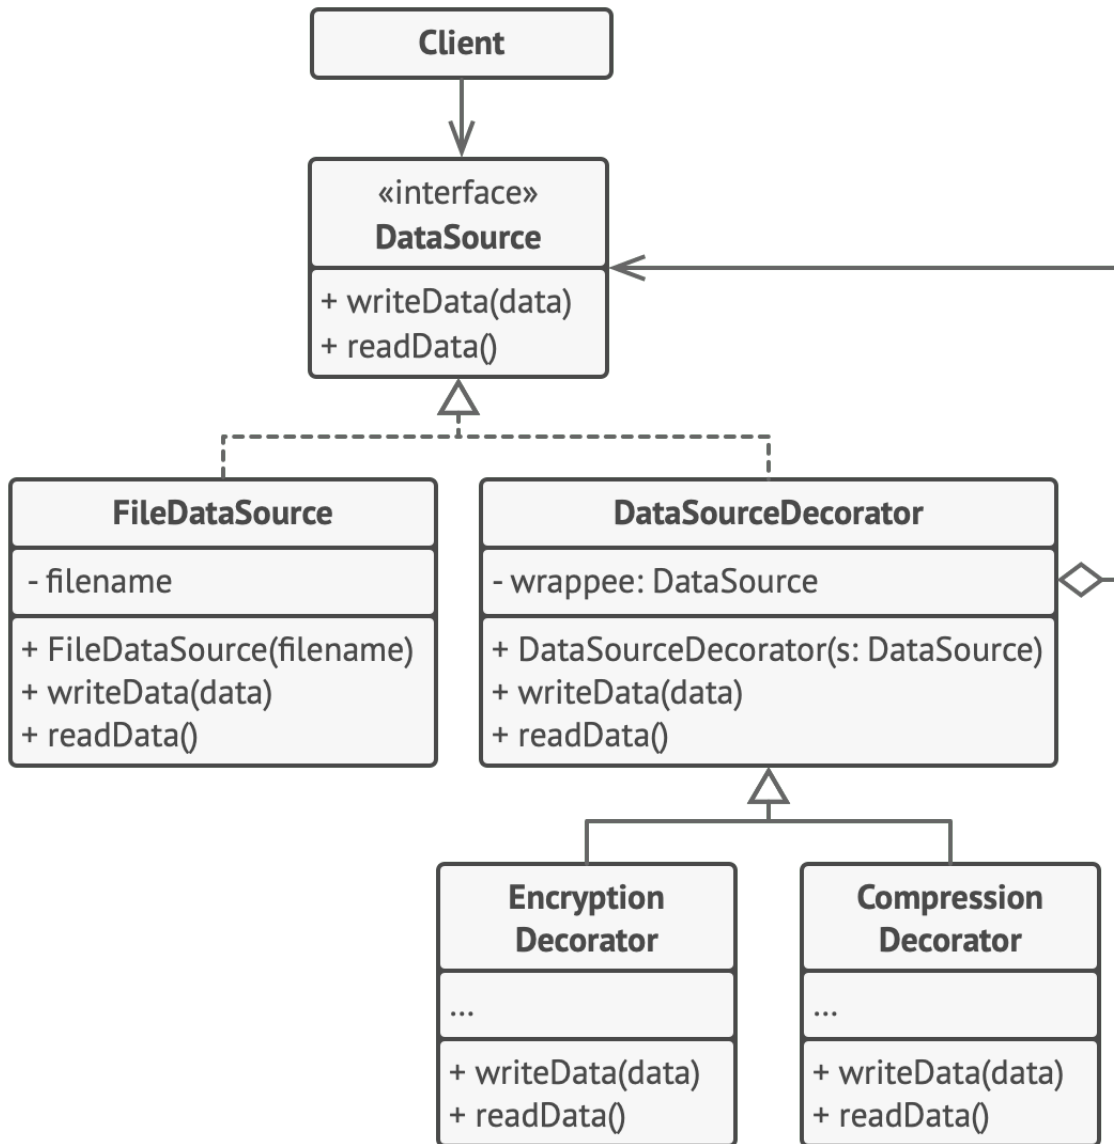 Client
«interface»
DataSource
+ writeData(data)
+ readData()
FileDataSource
- filename
+ FileDataSource(filename)
+ writeData(data)
+ readData()
DataSourceDecorator
- wrappee: DataSource
+ DataSourceDecorator(s: DataSource)
+ writeData(data)
+ readData()
Encryption
Decorator
...
+ writeData(data)
+ readData()
Compression
Decorator
...
+ writeData(data)
+ readData()